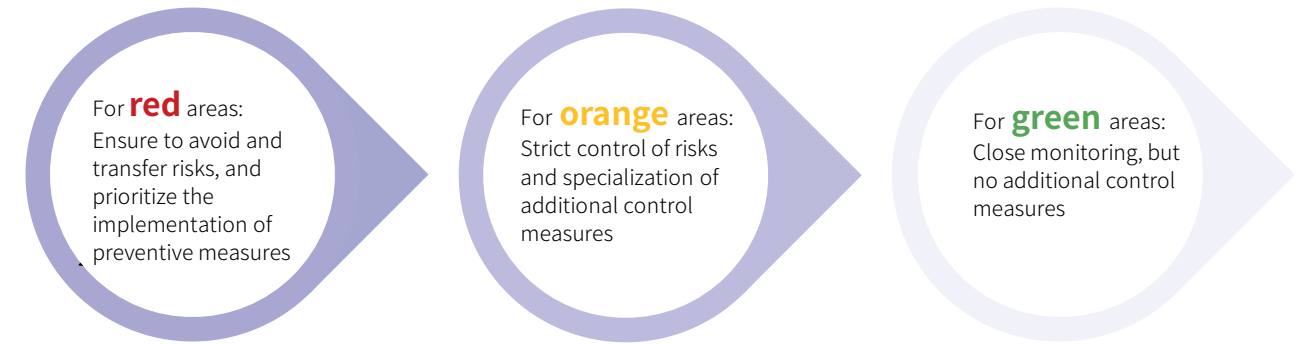 For red areas:
Ensure to avoid and
transfer risks, and
prioritize the
implementation of
preventive measures
For orange areas:
Strict control of risks
and specialization of
additional control
measures
For green areas:
Close monitoring, but
no additional control
measures